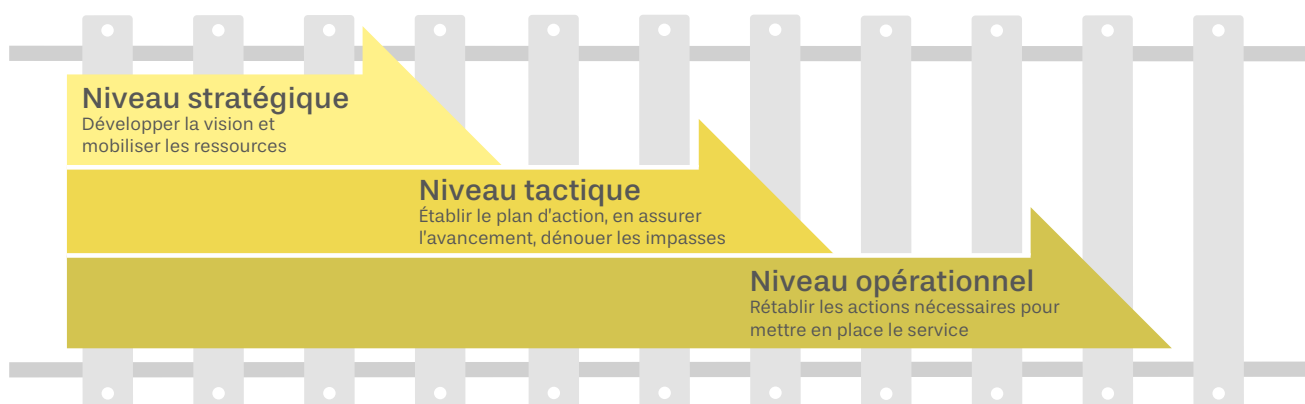 Niveau stratégique
Développer la vision et
mobiliser les ressources
Niveau tactique
Établir le plan d'action, en assurer
l'avancement, dénouer les impasses
Niveau opérationnel
Rétablir les actions nécessaires pour
mettre en place le service